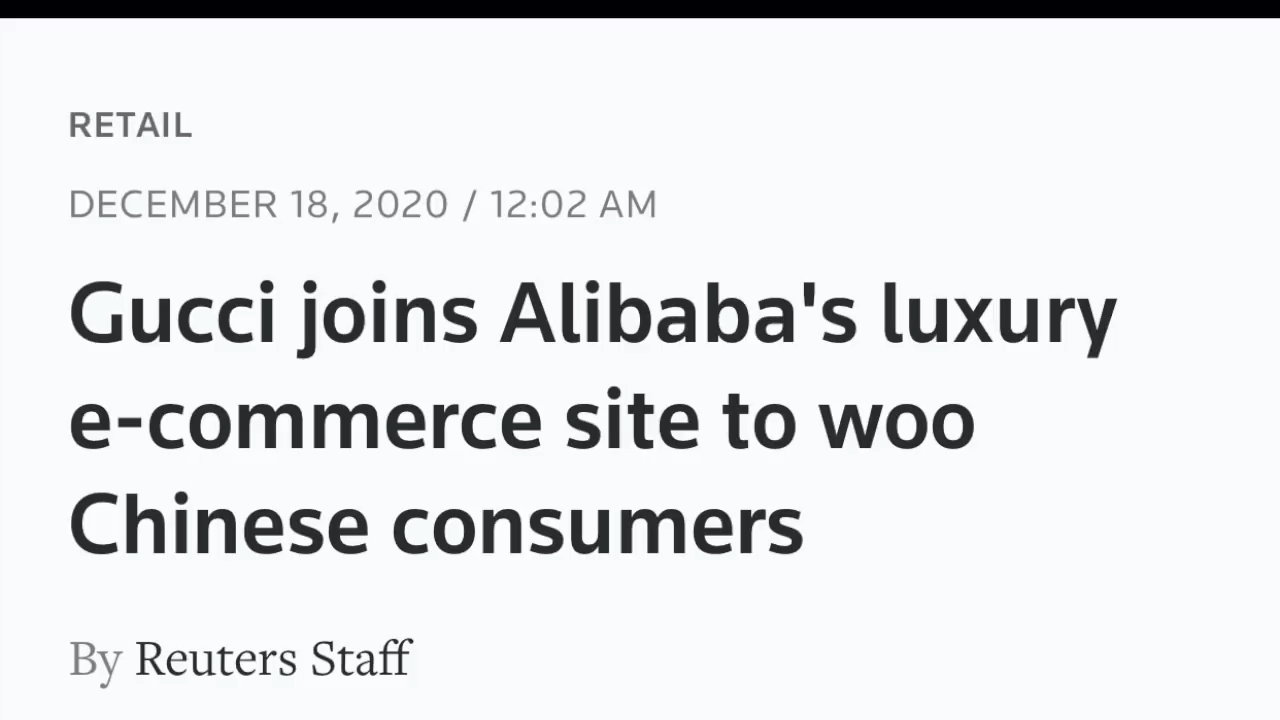 RETAIL
DECEMBER 18, 2020 / 12:02 AM
Gucci joins Alibaba's luxury
e-commerce site to woo
Chinese consumers
By Reuters Staff